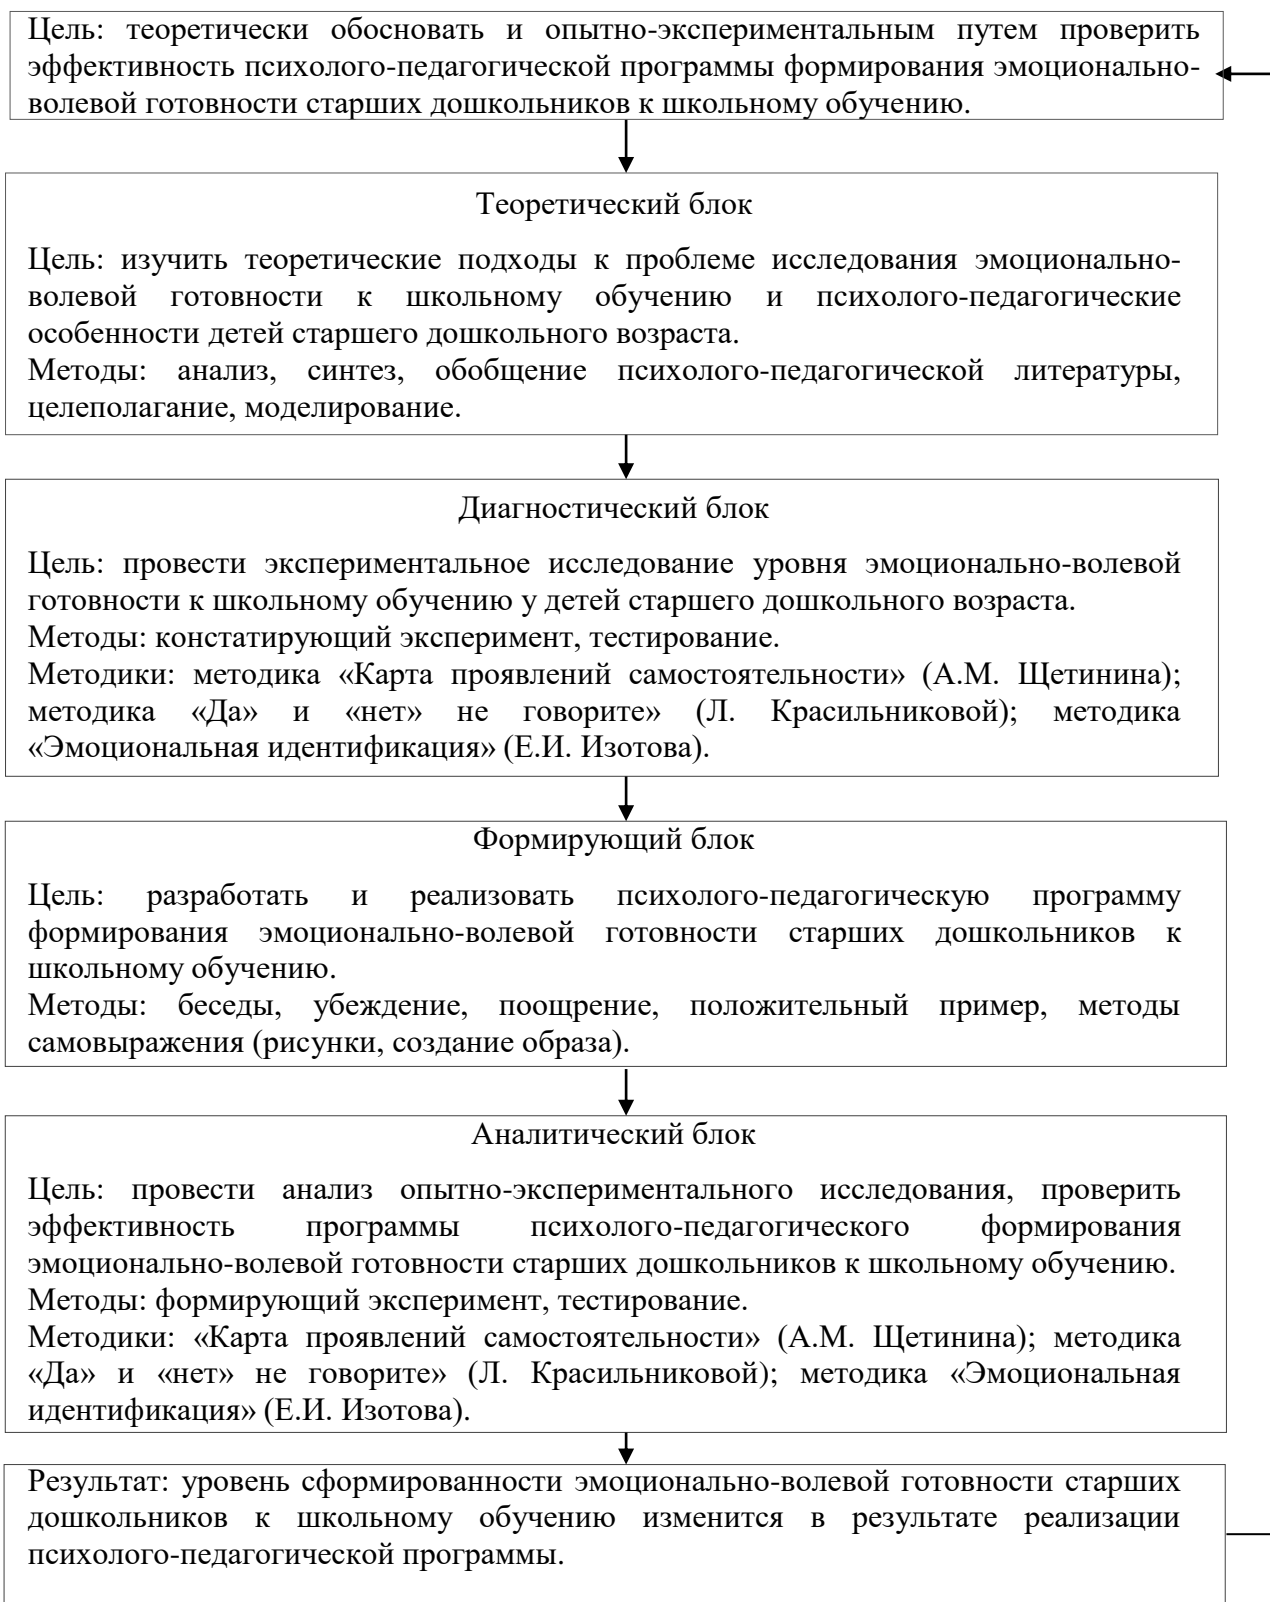 Цель: теоретически обосновать и опытно-экспериментальным путем проверить
эффективность психолого-педагогической программы формирования эмоционально-
волевой готовности старших дошкольников к школьному обучению.
Теоретический блок
Цель: изучить теоретические подходы к проблеме исследования эмоционально-
волевой готовности к школьному обучению и психолого-педагогические
особенности детей старшего дошкольного возраста.
Методы: анализ, синтез, обобщение психолого-педагогической литературы,
целеполагание, моделирование.
Диагностический блок
Цель: провести экспериментальное исследование уровня эмоционально-волевой
готовности к школьному обучению у детей старшего дошкольного возраста.
Методы: констатирующий эксперимент, тестирование.
Методики: методика «Карта проявлений самостоятельности» (А.М. Щетинина);
методика «Да» и «нет» не говорите» (Л. Красильниковой); методика
«Эмоциональная идентификация» (Е.И. Изотова).
Формирующий блок
Цель: разработать и реализовать психолого-педагогическую программу
формирования эмоционально-волевой готовности старших дошкольников к
школьному обучению.
Методы: беседы, убеждение, поощрение, положительный пример, методы
самовыражения (рисунки, создание образа).
Аналитический блок
Цель: провести анализ опытно-экспериментального исследования, проверить
эффективность программы психолого-педагогического формирования
эмоционально-волевой готовности старших дошкольников к школьному обучению.
Методы: формирующий эксперимент, тестирование.
Методики: «Карта проявлений самостоятельности» (А.М. Щетинина); методика
«Да» и «нет» не говорите» (Л. Красильниковой); методика «Эмоциональная
идентификация» (Е.И. Изотова).
Результат: уровень сформированности эмоционально-волевой готовности старших
дошкольников к школьному обучению изменится в результате реализации
психолого-педагогической программы.